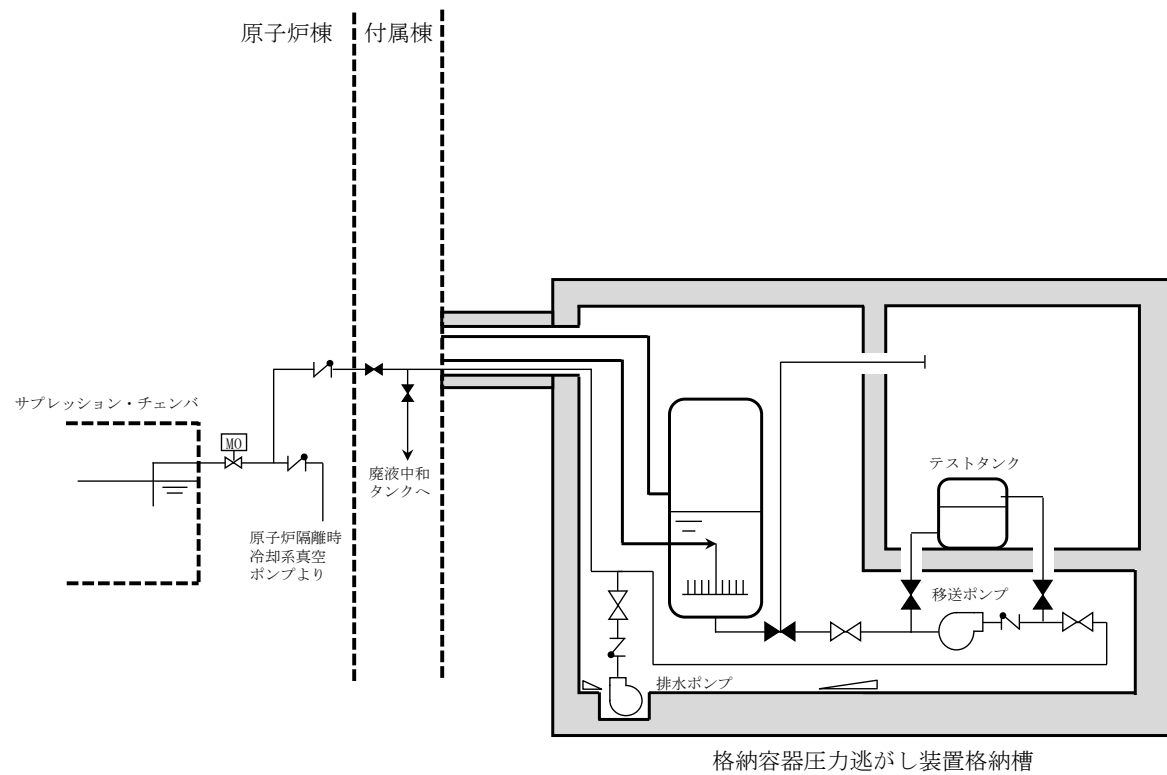 原子炉棟
付属棟
サプレッション・チェンバ
MO
廃液中和
タンクへ
原子炉隔離時
冷却系真空
ポンプより
テストタンク
移送ポンプ
排水ポンプ
格納容器圧力逃がし装置格納槽